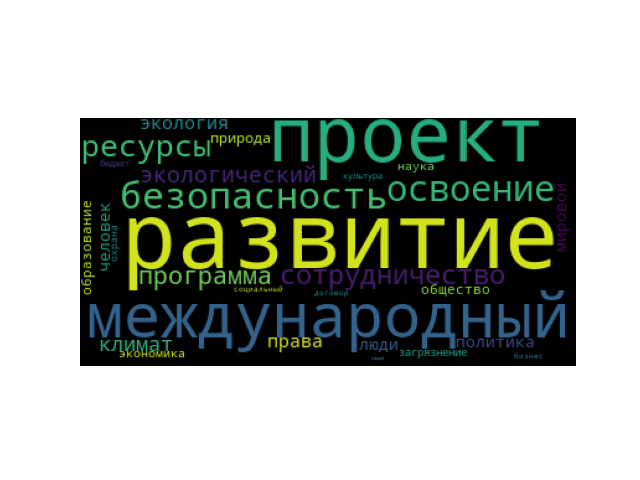 экология
проект
ресурсы
природа
бюджет
экологический
культура
наука
безопасность
освоение
образование
человек
охрана
мировой
развитие
программа
сотрудничество
социальный
договор
общество
международный
климат
экономика
права
люди
загрязнение
политика
бизнес